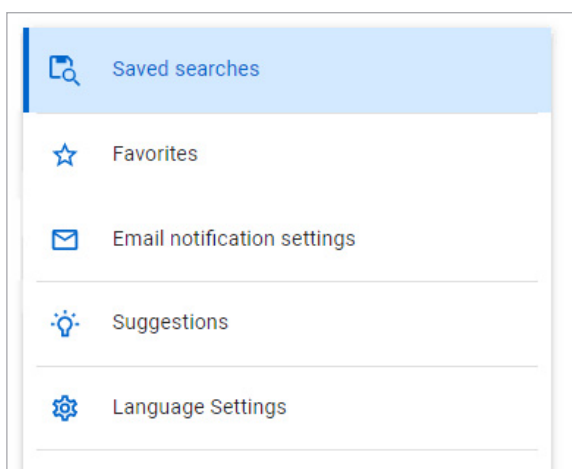 Saved searches
Favorites
Email notification settings
Suggestions
Language Settings